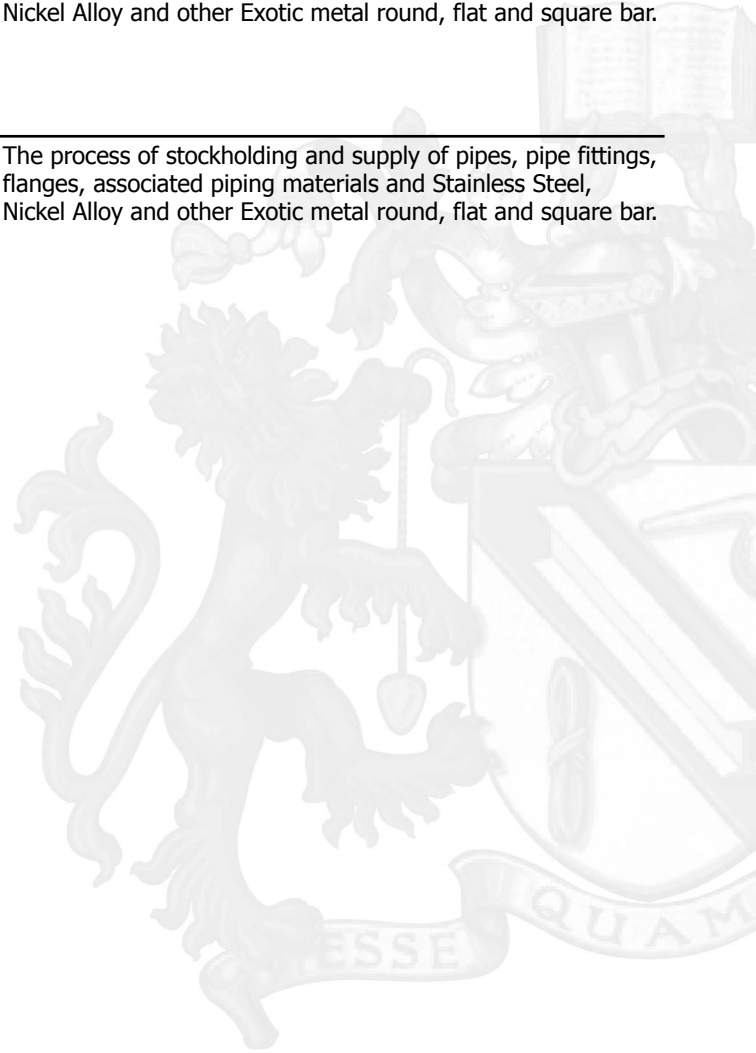 Nickel Alloy and other Exotic metal round, flat and square bar.
The process of stockholding and supply of pipes, pipe fittings,
flanges, associated piping materials and Stainless Steel,
Nickel Alloy and other Exotic metal round, flat and square bar.
ESSE QUAM